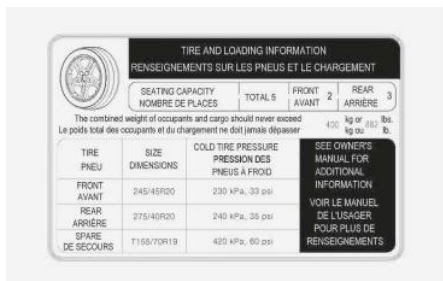 TIRE AND LOADING INFORMATION
RENSEIGNEMENTS SUR LES PNEUS ET LE CHARGEMENT
SEATING CAPACITY
NOMBRE DE PLACES
TOTAL 5
FRONT
AVANT
2
REAR
ARRIÈRE
3
The combined weight of occupants and cargo should never exceed
Le poids total des occupants et du chargement ne doit jamais dépasser
400
kg or
kg ou
882
lbs.
lb.
TIRE
PNEU
SIZE
DIMENSIONS
COLD TIRE PRESSURE
PRESSION DES
PNEUS À FROID
SEE OWNER'S
MANUAL FOR
ADDITIONAL
INFORMATION
VOIR LE MANUEL
DE L'USAGER
POUR PLUS DE
RENSEIGNEMENTS
FRONT
AVANT
245/45R20
230 kPa, 33 psi
REAR
ARRIÈRE
275/40R20
240 kPa, 35 psi
SPARE
DE SECOURS
T155/70R19
420 kPa, 60 psi